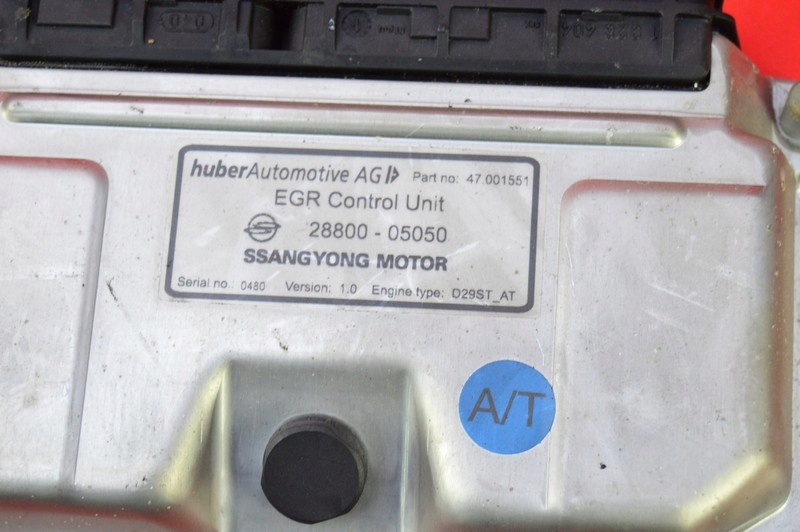 huberAutomotive AG Part no: 47.001551
EGR Control Unit
28800 - 05050
SSANGYONG MOTOR
Serial no.: 0480 Version: 1.0 Engine type: D29ST_AT
A/T